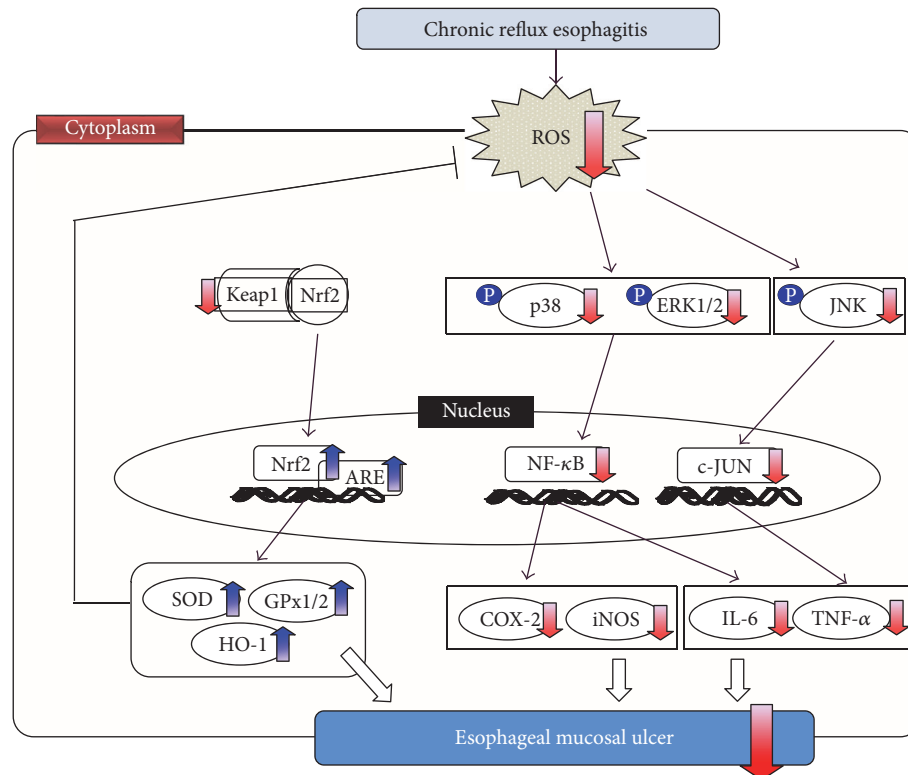 Chronic reflux esophagitis
Cytoplasm
ROS
Keap1
Nrf2
P
p38
P
ERK1/2
P
JNK
Nucleus
Nrf2
ARE
NF-κB
c-JUN
SOD
GPx1/2
HO-1
COX-2
iNOS
IL-6
TNF-α
Esophageal mucosal ulcer